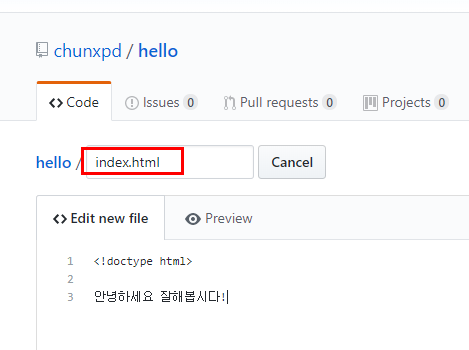 chunxpd / hello
Code Issues 0 Pull requests 0 Projects 0
hello / index.html Cancel
Edit new file Preview
1 <!doctype html>
2
3 안녕하세요 잘해봅시다!